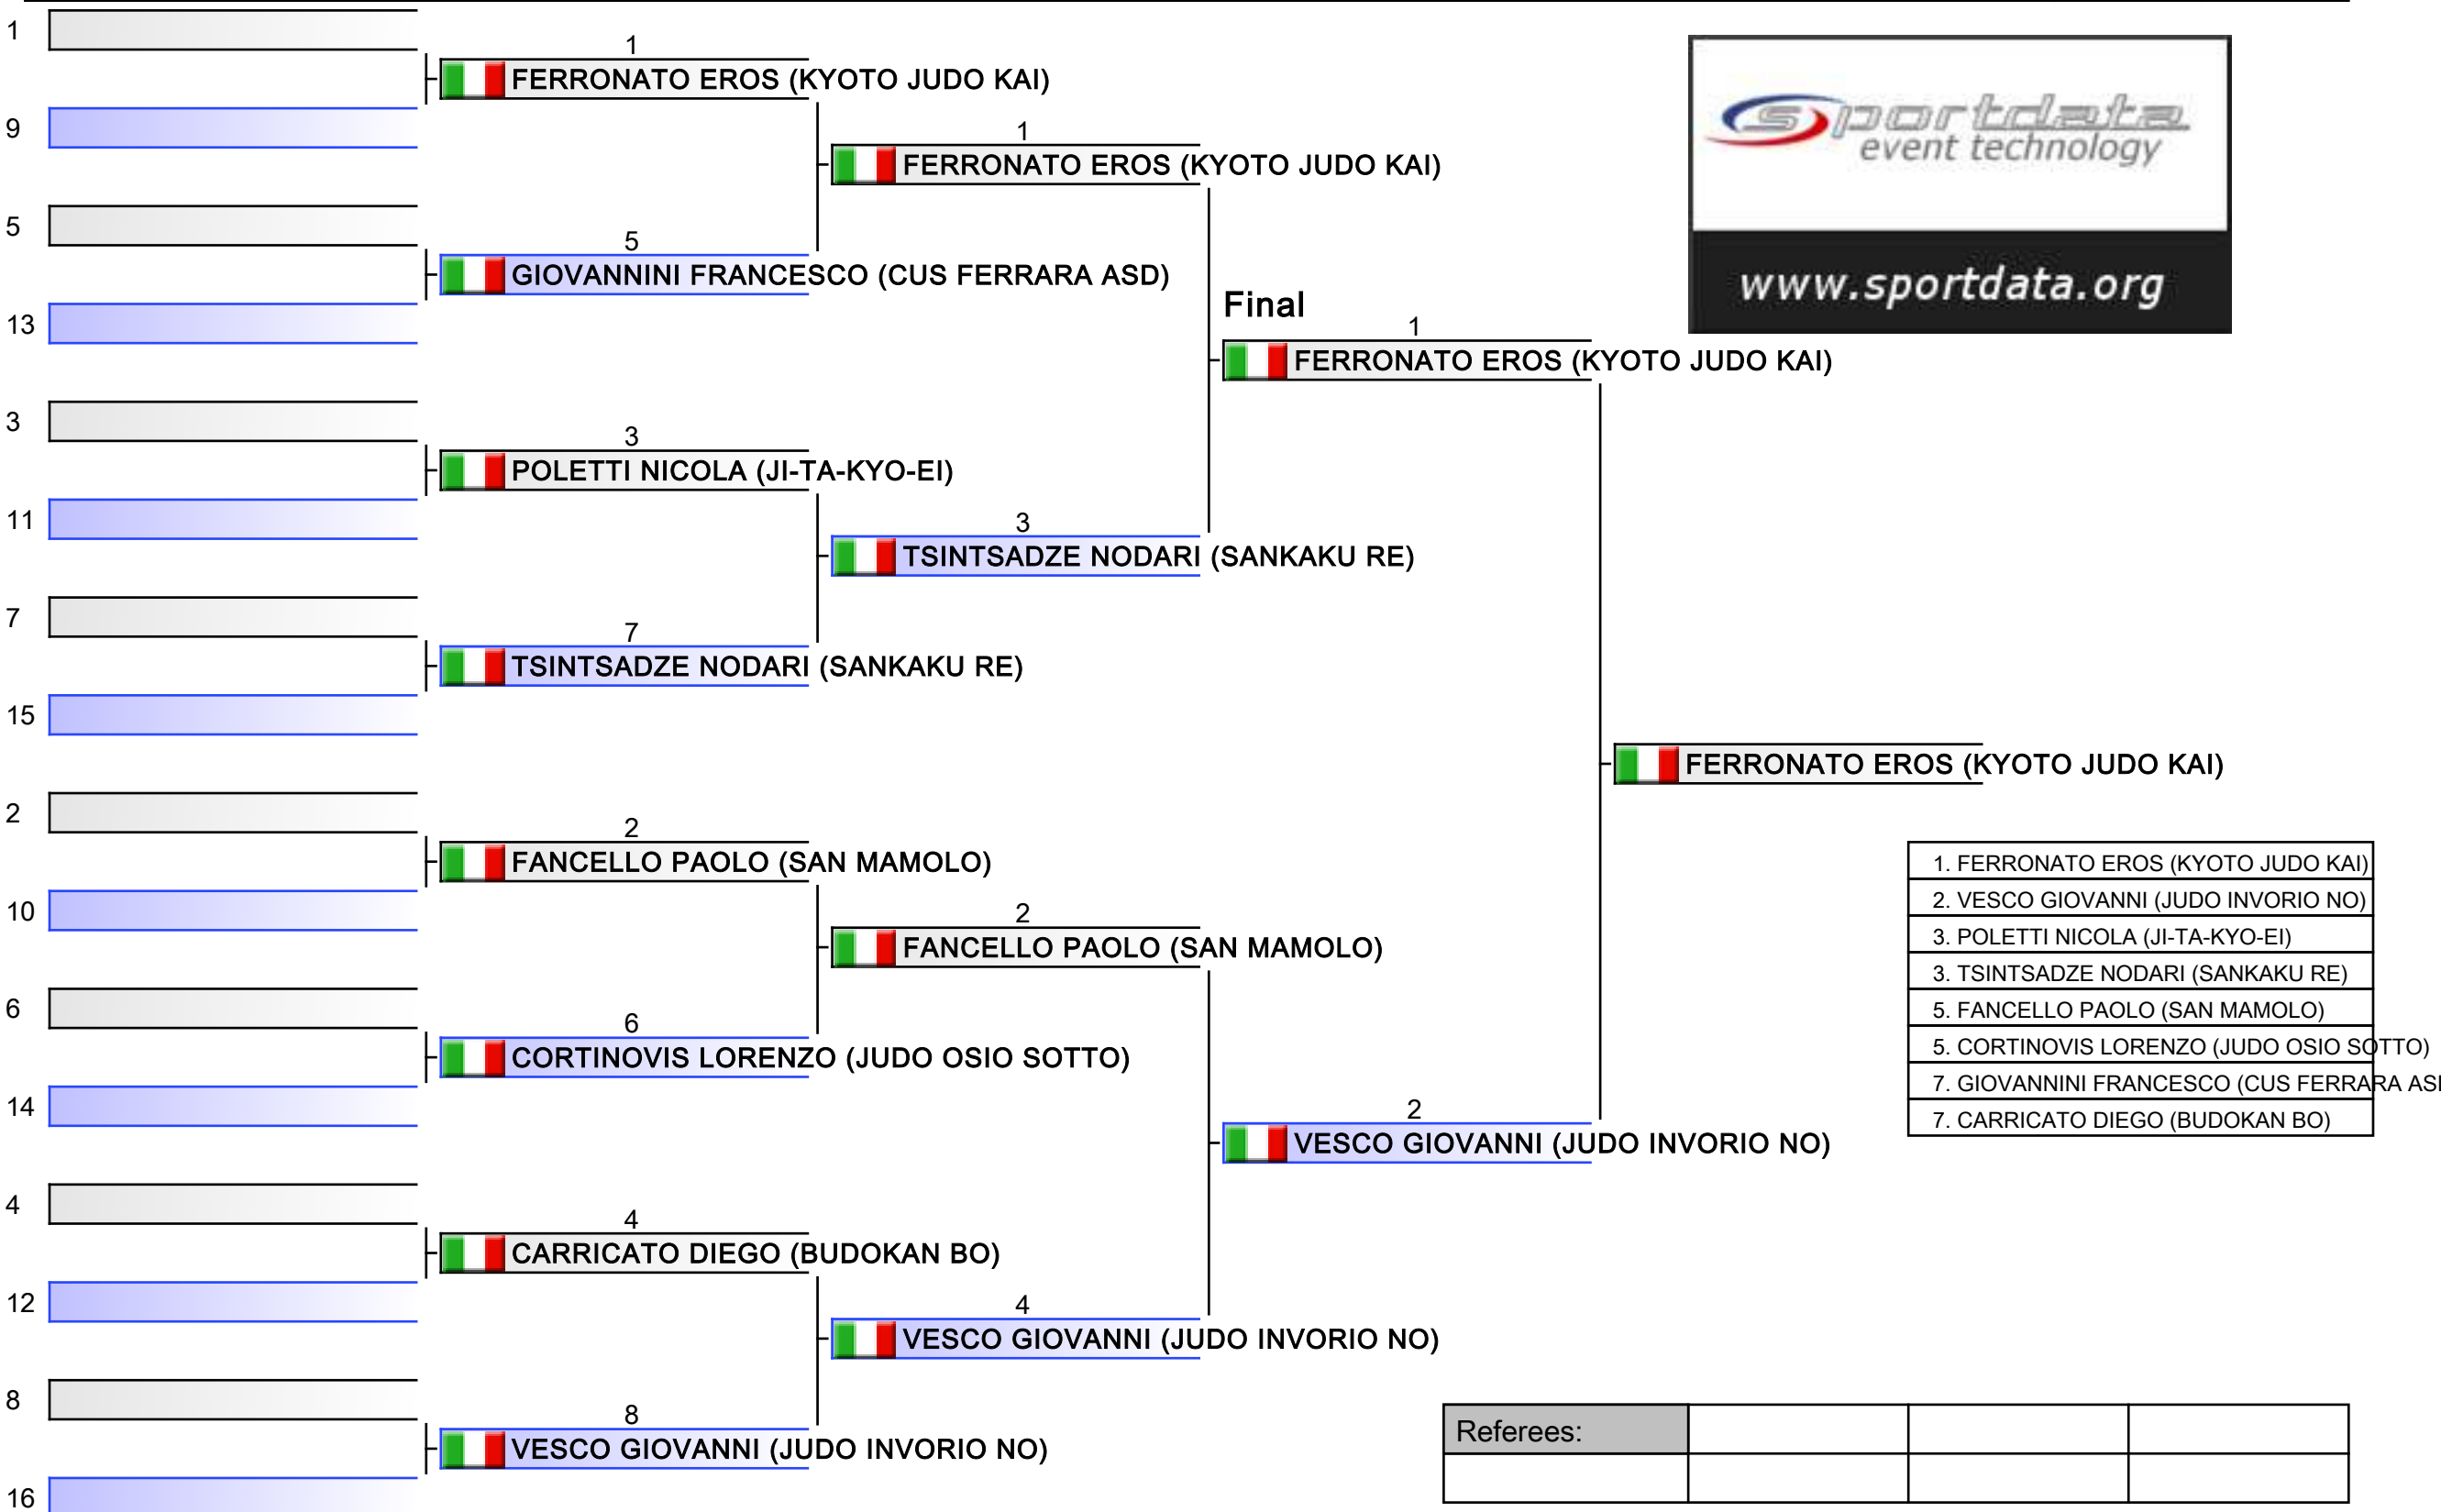 1
1
FERRONATO EROS (KYOTO JUDO KAI)
9
1
FERRONATO EROS (KYOTO JUDO KAI)
sportdata
event technology
www.sportdata.org
5
5
GIOVANNINI FRANCESCO (CUS FERRARA ASD)
13
Final
1
FERRONATO EROS (KYOTO JUDO KAI)
3
3
POLETTI NICOLA (JI-TA-KYO-EI)
11
3
TSINTSADZE NODARI (SANKAKU RE)
7
7
TSINTSADZE NODARI (SANKAKU RE)
15
FERRONATO EROS (KYOTO JUDO KAI)
2
2
FANCELLO PAOLO (SAN MAMOLO)
10
2
FANCELLO PAOLO (SAN MAMOLO)
6
6
CORTINOVIS LORENZO (JUDO OSIO SOTTO)
14
2
VESCO GIOVANNI (JUDO INVORIO NO)
1. FERRONATO EROS (KYOTO JUDO KAI)
2. VESCO GIOVANNI (JUDO INVORIO NO)
3. POLETTI NICOLA (JI-TA-KYO-EI)
3. TSINTSADZE NODARI (SANKAKU RE)
5. FANCELLO PAOLO (SAN MAMOLO)
5. CORTINOVIS LORENZO (JUDO OSIO SOTTO)
7. GIOVANNINI FRANCESCO (CUS FERRARA
7. CARRICATO DIEGO (BUDOKAN BO)
4
4
CARRICATO DIEGO (BUDOKAN BO)
12
4
VESCO GIOVANNI (JUDO INVORIO NO)
8
8
VESCO GIOVANNI (JUDO INVORIO NO)
16
Referees: